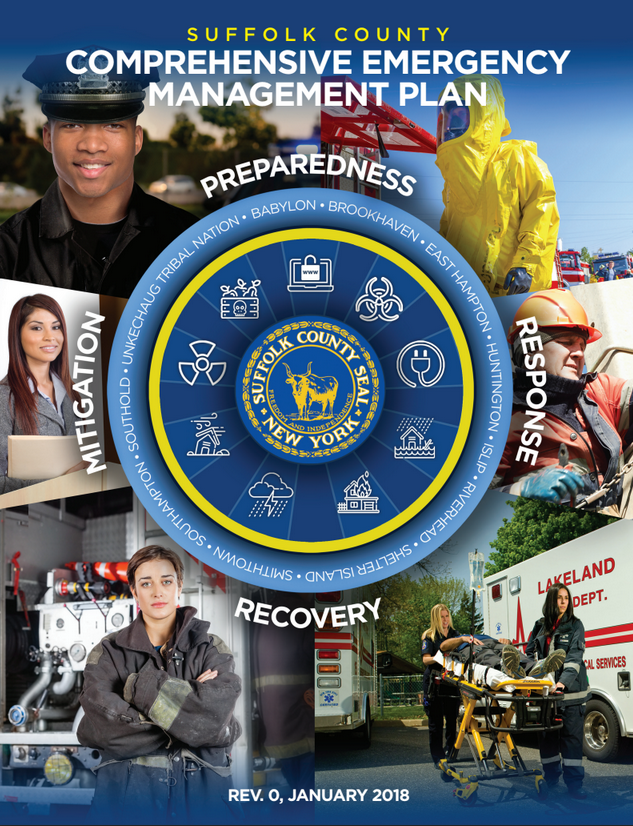 SUFFOLK COUNTY
COMPREHENSIVE EMERGENCY
MANAGEMENT PLAN
PREPAREDNESS
UNKECHAUG TRIBAL NATION • BABYLON • BROOKHAVEN • EAST HAMPTON • HUNTINGTON • ISLIP • RIVERHEAD • SHELTER ISLAND • SMITHTOWN • SOUTHAMPTON • SOUTHOLD •
www
MITIGATION
RESPONSE
SUFFOLK COUNTY SEAL
FREEDOM AND INDEPENDENCE
NEW YORK
LAKELAND
DEPT.
CAL SERVICES
RECOVERY
REV. 0, JANUARY 2018